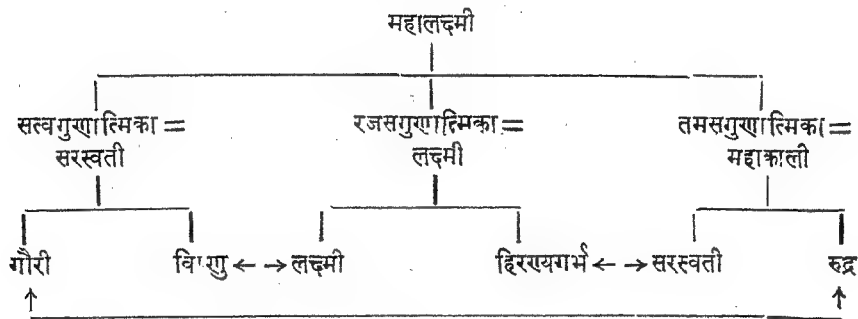 महालक्ष्मी
सत्वगुणात्मिका = रजसगुणात्मिका = तमसगुणात्मिका =
सरस्वती लक्ष्मी महाकाली
गौरी विष्णु ← → लक्ष्मी हिरण्यगर्भ ← → सरस्वती रुद्र